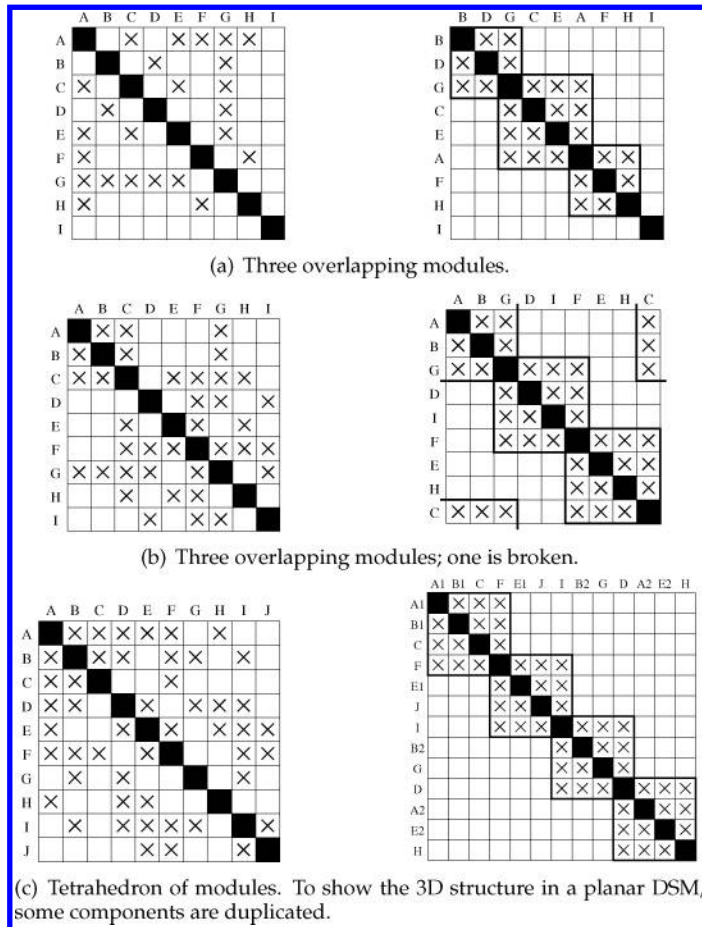 A B C D E F G H I
A
B
C
D
E
F
G
H
I
B D G C E A F H I
B
D
G
C
E
A
F
H
I
(a) Three overlapping modules.
A B C D E F G H I
A
B
C
D
E
F
G
H
I
A B G D I F E H C
A
B
G
D
I
F
E
H
C
(b) Three overlapping modules; one is broken.
A B C D E F G H I J
A
B
C
D
E
F
G
H
I
J
A1 B1 C F E1 J I B2 G D A2 E2 H
A1
B1
C
F
E1
J
I
B2
G
D
A2
E2
H
(c) Tetrahedron of modules. To show the 3D structure in a planar DSM,
some components are duplicated.